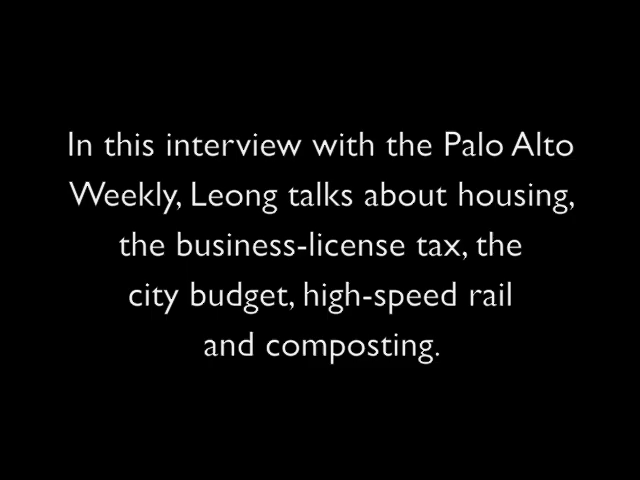 In this interview with the Palo Alto
Weekly, Leong talks about housing,
the business-license tax, the
city budget, high-speed rail
and composting.